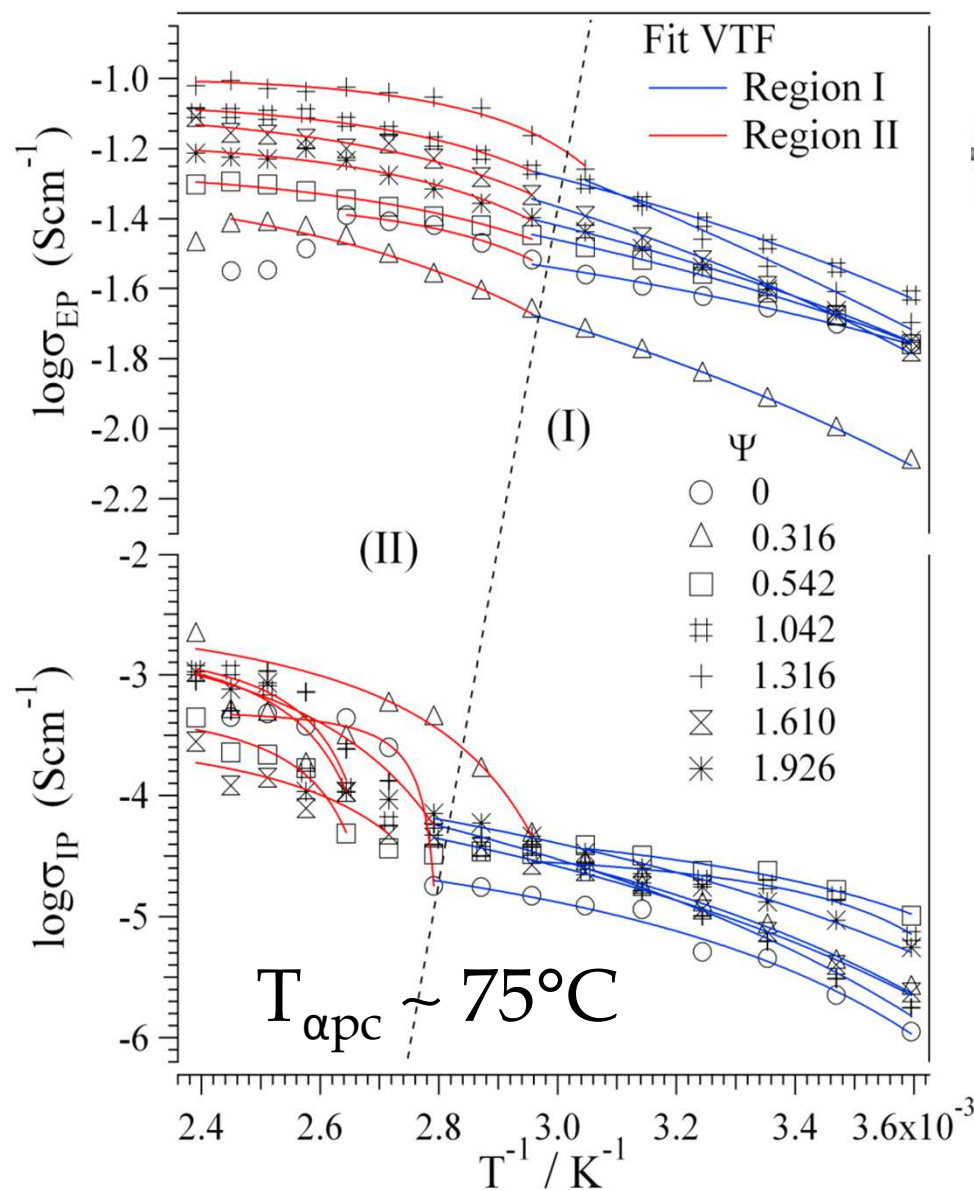 Fit VTF
Region I
Region II
logσEP (Scm-1)
-1.0
-1.2
-1.4
-1.6
-1.8
-2.0
-2.2
(I)
(II)
Ψ
0
0.316
0.542
1.042
1.316
1.610
1.926
logσIP (Scm-1)
-2
-3
-4
-5
-6
Tαpc ~ 75°C
2.4 2.6 2.8 3.0 3.2 3.4 3.6x10-3
T-1 / K-1